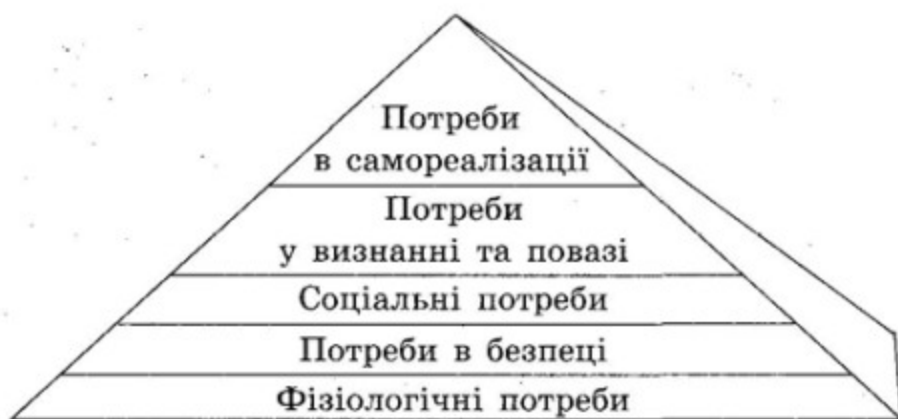 Потреби
в самореалізації
Потреби
у визнанні та повазі
Соціальні потреби
Потреби в безпеці
Фізіологічні потреби